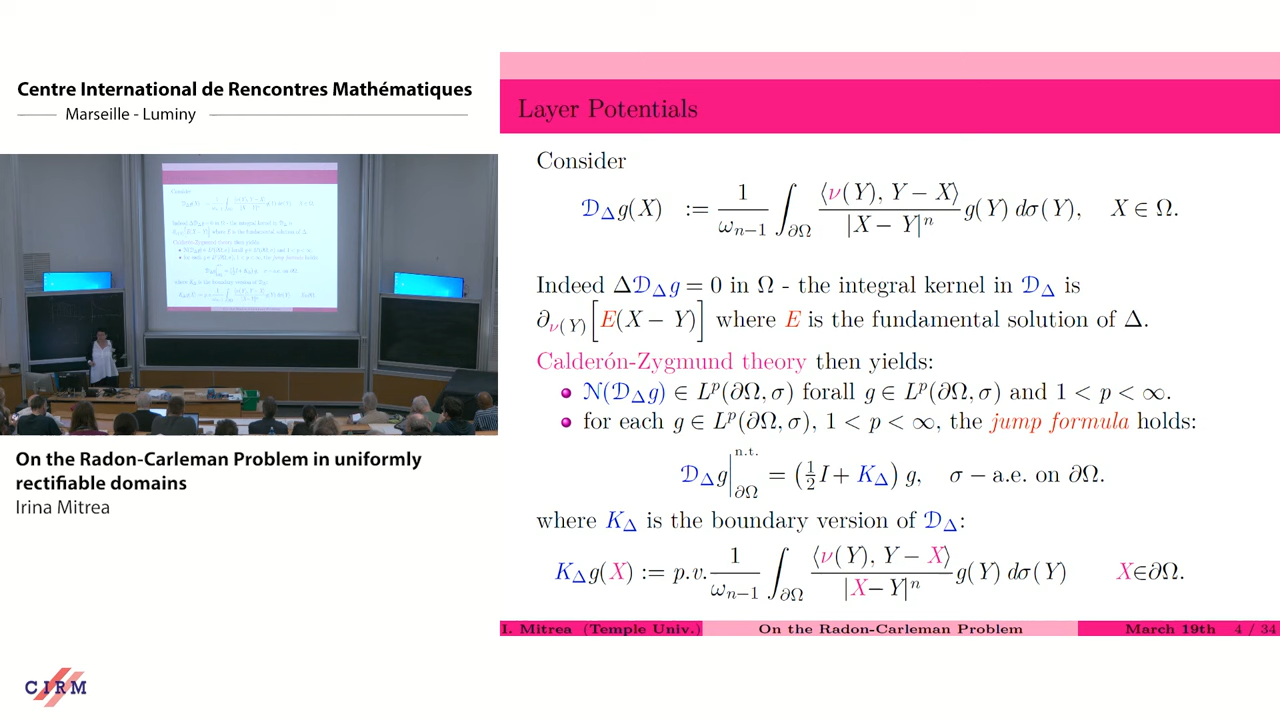 Centre International de Rencontres Mathématiques
Marseille - Luminy
On the Radon-Carleman Problem in uniformly
rectifiable domains
Irina Mitrea
CIRM
Layer Potentials
Consider
𝒟_Δ g(X) := \frac{1}{ω_{n−1}} ∫_{∂Ω} \frac{⟨ν(Y), Y − X⟩}{|X − Y|^n} g(Y) dσ(Y), X ∈ Ω.
Indeed Δ𝒟_Δ g = 0 in Ω - the integral kernel in 𝒟_Δ is
∂_{ν(Y)}[E(X − Y)] where E is the fundamental solution of Δ.
Calderón-Zygmund theory then yields:
● 𝒩(𝒟_Δ g) ∈ L^p(∂Ω, σ) forall g ∈ L^p(∂Ω, σ) and 1 < p < ∞.
● for each g ∈ L^p(∂Ω, σ), 1 < p < ∞, the jump formula holds:
𝒟_Δ g|^{n.t.}_{∂Ω} = (½I + K_Δ) g, σ − a.e. on ∂Ω.
where K_Δ is the boundary version of 𝒟_Δ:
K_Δ g(X) := p.v. \frac{1}{ω_{n−1}} ∫_{∂Ω} \frac{⟨ν(Y), Y − X⟩}{|X−Y|^n} g(Y) dσ(Y) X∈∂Ω.
I. Mitrea (Temple Univ.) On the Radon-Carleman Problem March 19th 4 / 34